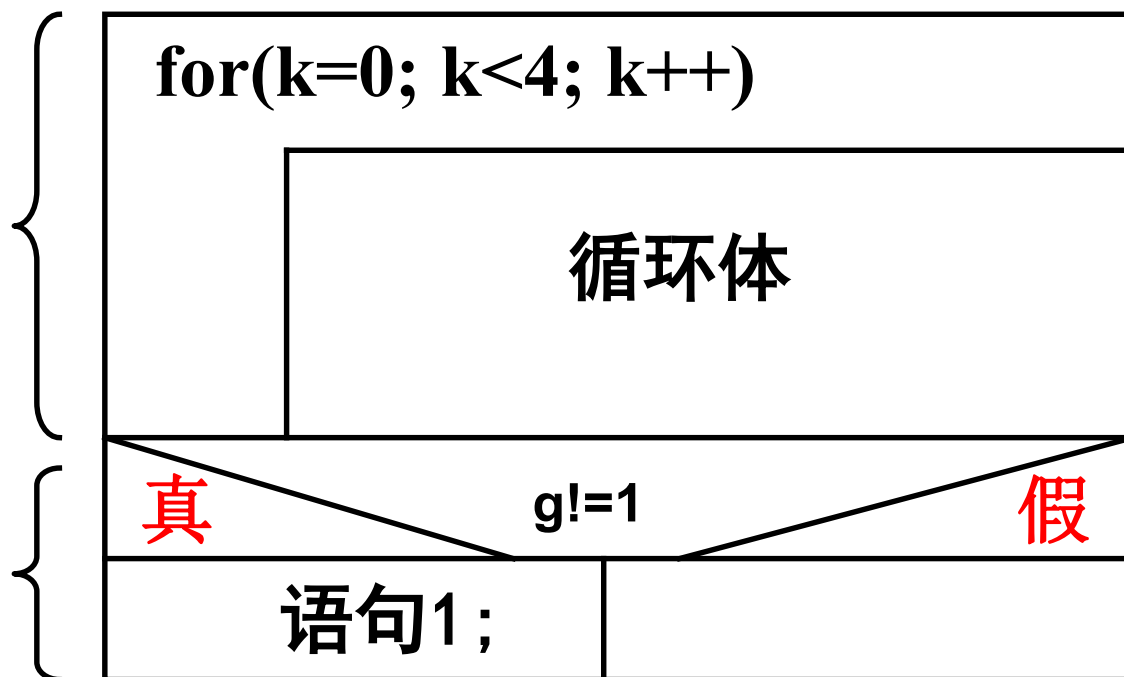 for(k=0; k<4; k++)
循环体
真
g!=1
假
语句1;